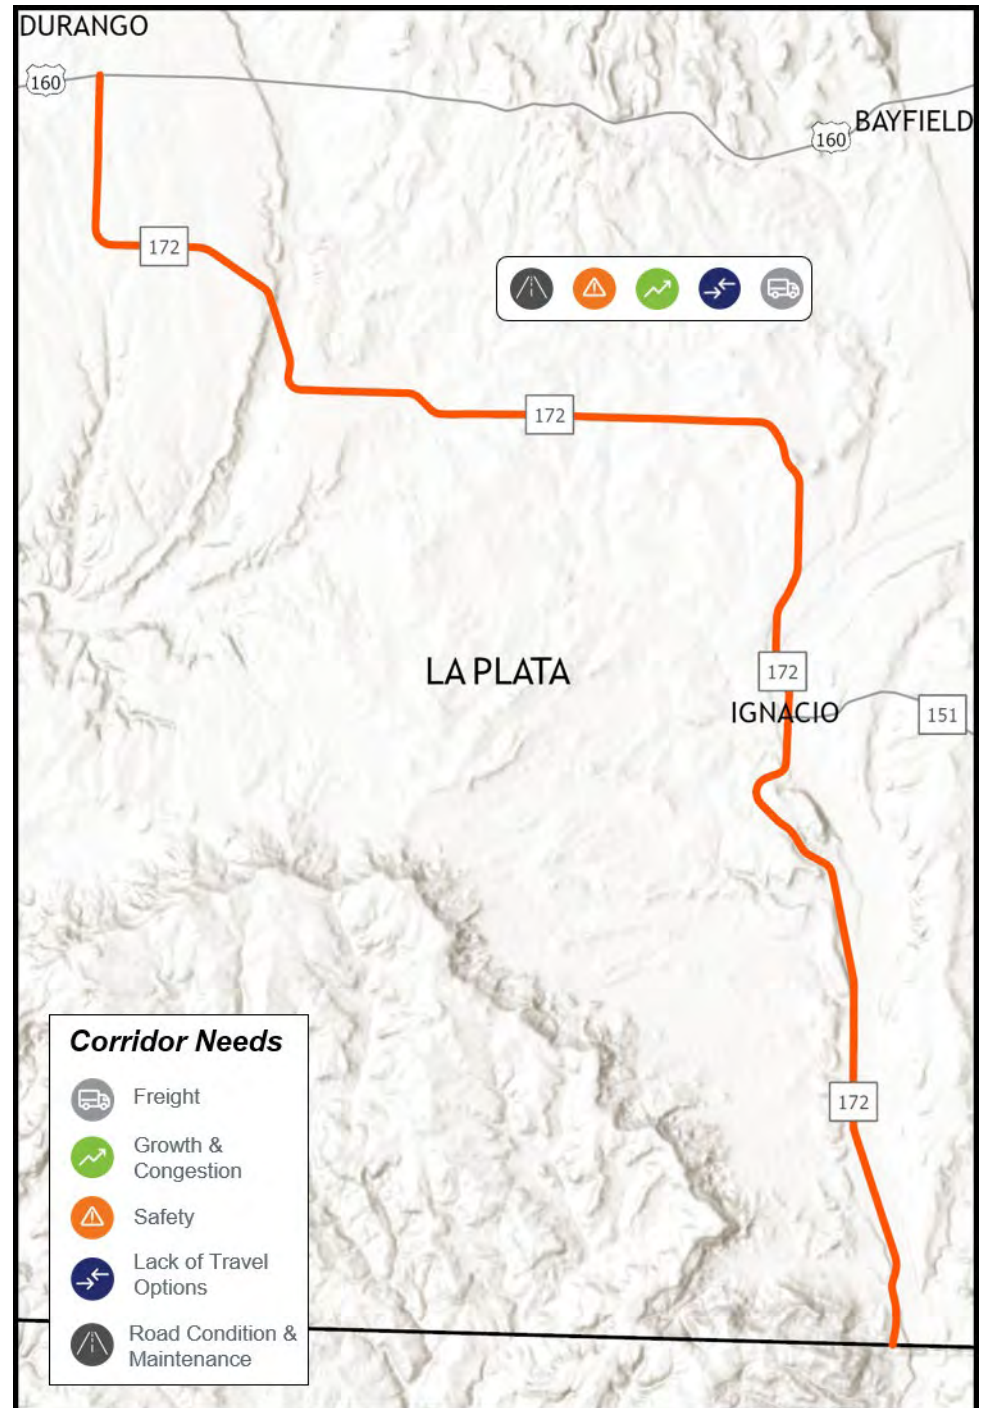 DURANGO
160
BAYFIELD
160
172
172
LA PLATA
172
IGNACIO
151
172
Corridor Needs
Freight
Growth &
Congestion
Safety
Lack of Travel
Options
Road Condition &
Maintenance